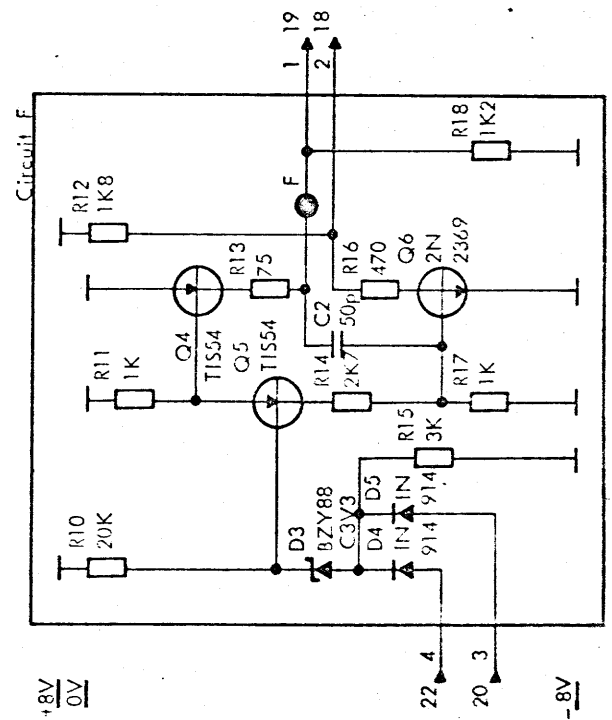 Circuit F
19
18
1
2
R12
1K8
F
R18
1K2
R13
75
R16
470
Q6
2N
2369
Q4
TIS54
C2
50p
R11
1K
Q5
TIS54
R14
2K7
R17
1K
R15
3K
R10
20K
D3
BZY88
C3V3
D5
IN
914
D4
IN
914
4
3
22
20
+8V
0V
-8V